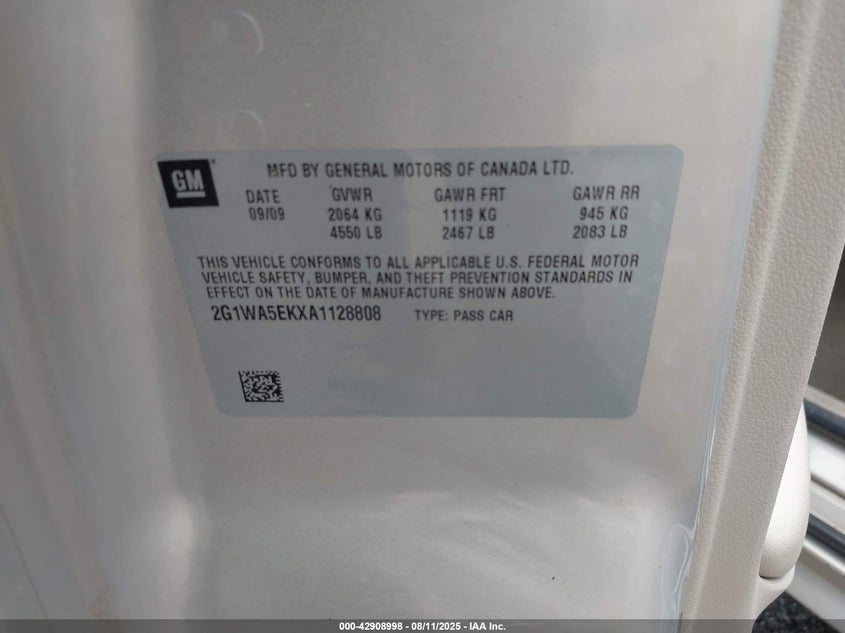 GM
MFD BY GENERAL MOTORS OF CANADA LTD.
DATE GVWR GAWR FRT GAWR RR
09/09 2064 KG 1119 KG 945 KG
4550 LB 2467 LB 2083 LB
THIS VEHICLE CONFORMS TO ALL APPLICABLE U.S. FEDERAL MOTOR
VEHICLE SAFETY, BUMPER, AND THEFT PREVENTION STANDARDS IN
EFFECT ON THE DATE OF MANUFACTURE SHOWN ABOVE.
2G1WA5EKXA1128808 TYPE: PASS CAR
000-42908998 - 08/11/2025 - IAA Inc.